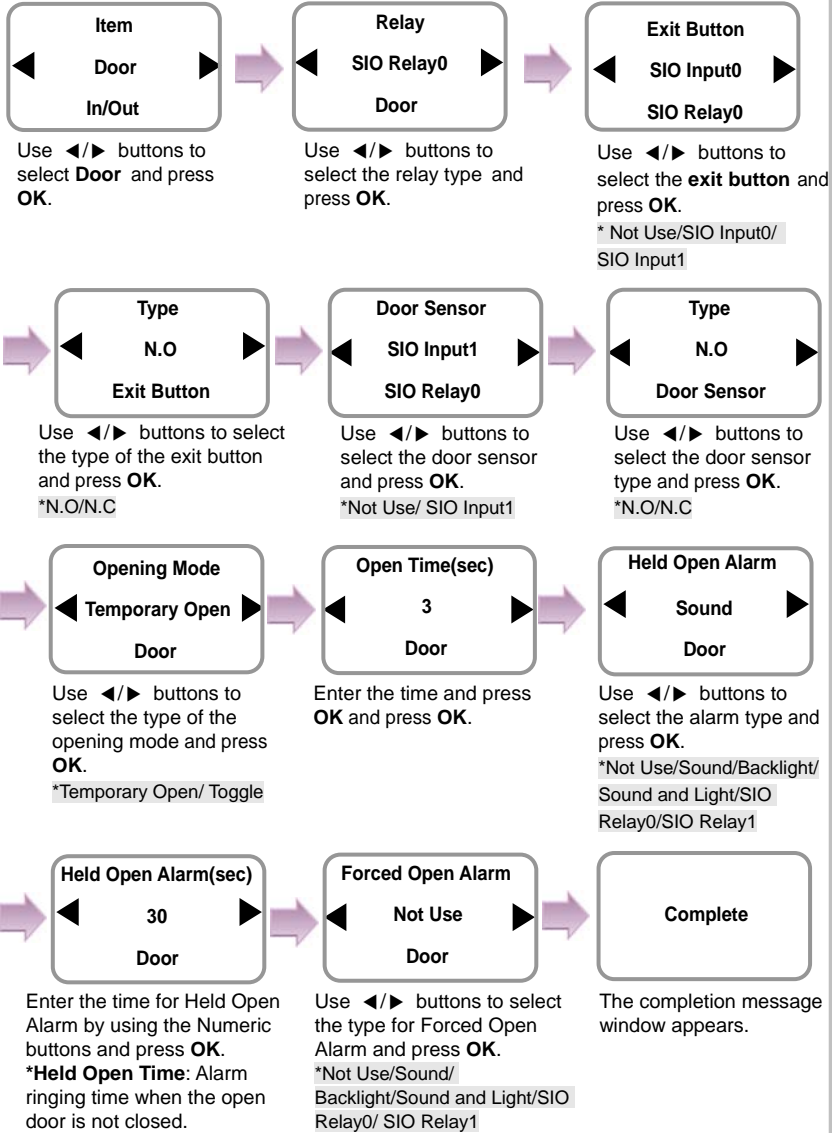 Item
Door
In/Out
Use ◀/▶ buttons to
select Door and press
OK.
Relay
SIO Relay0
Door
Use ◀/▶ buttons to
select the relay type and
press OK.
Exit Button
SIO Input0
SIO Relay0
Use ◀/▶ buttons to
select the exit button and
press OK.
* Not Use/SIO Input0/
SIO Input1
Type
N.O
Exit Button
Use ◀/▶ buttons to select
the type of the exit button
and press OK.
*N.O/N.C
Door Sensor
SIO Input1
SIO Relay0
Use ◀/▶ buttons to
select the door sensor
and press OK.
*Not Use/ SIO Input1
Type
N.O
Door Sensor
Use ◀/▶ buttons to
select the door sensor
type and press OK.
*N.O/N.C
Opening Mode
Temporary Open
Door
Use ◀/▶ buttons to
select the type of the
opening mode and press
OK.
*Temporary Open/ Toggle
Open Time(sec)
3
Door
Enter the time and press
OK and press OK.
Held Open Alarm
Sound
Door
Use ◀/▶ buttons to
select the alarm type and
press OK.
*Not Use/Sound/Backlight/
Sound and Light/SIO
Relay0/SIO Relay1
Held Open Alarm(sec)
30
Door
Enter the time for Held Open
Alarm by using the Numeric
buttons and press OK.
*Held Open Time: Alarm
ringing time when the open
door is not closed.
Forced Open Alarm
Not Use
Door
Use ◀/▶ buttons to select
the type for Forced Open
Alarm and press OK.
*Not Use/Sound/
Backlight/Sound and Light/SIO
Relay0/ SIO Relay1
Complete
The completion message
window appears.